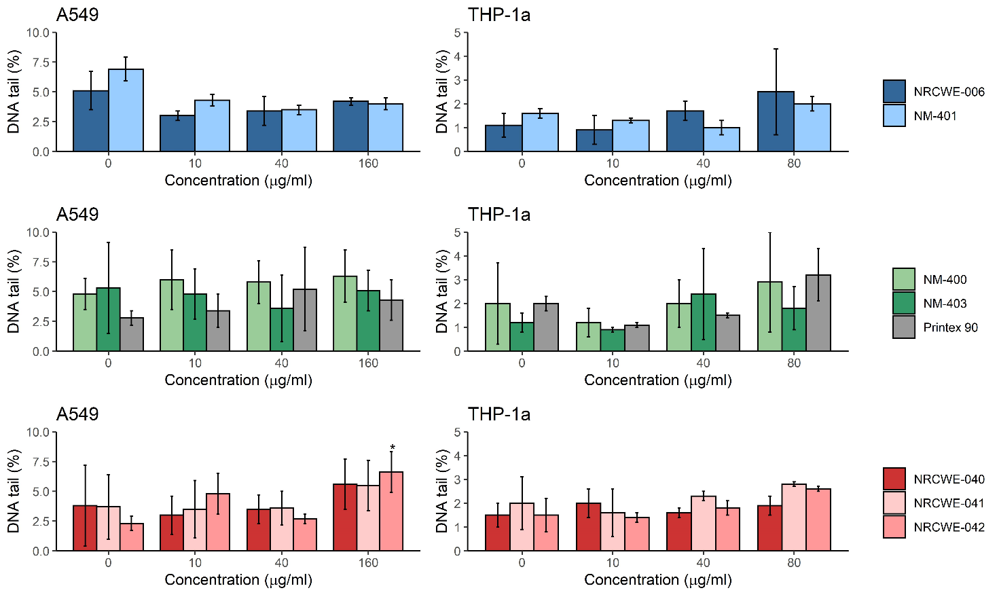 A549
10.0
7.5
5.0
2.5
0.0
DNA tail (%)
0 10 40 160
Concentration (μg/ml)
THP-1a
5
4
3
2
1
0
DNA tail (%)
0 10 40 80
Concentration (μg/ml)
NRCWE-006
NM-401
A549
10.0
7.5
5.0
2.5
0.0
DNA tail (%)
0 10 40 160
Concentration (μg/ml)
THP-1a
5
4
3
2
1
0
DNA tail (%)
0 10 40 80
Concentration (μg/ml)
NM-400
NM-403
Printex 90
A549
10.0
7.5
5.0
2.5
0.0
DNA tail (%)
*
0 10 40 160
Concentration (μg/ml)
THP-1a
5
4
3
2
1
0
DNA tail (%)
0 10 40 80
Concentration (μg/ml)
NRCWE-040
NRCWE-041
NRCWE-042